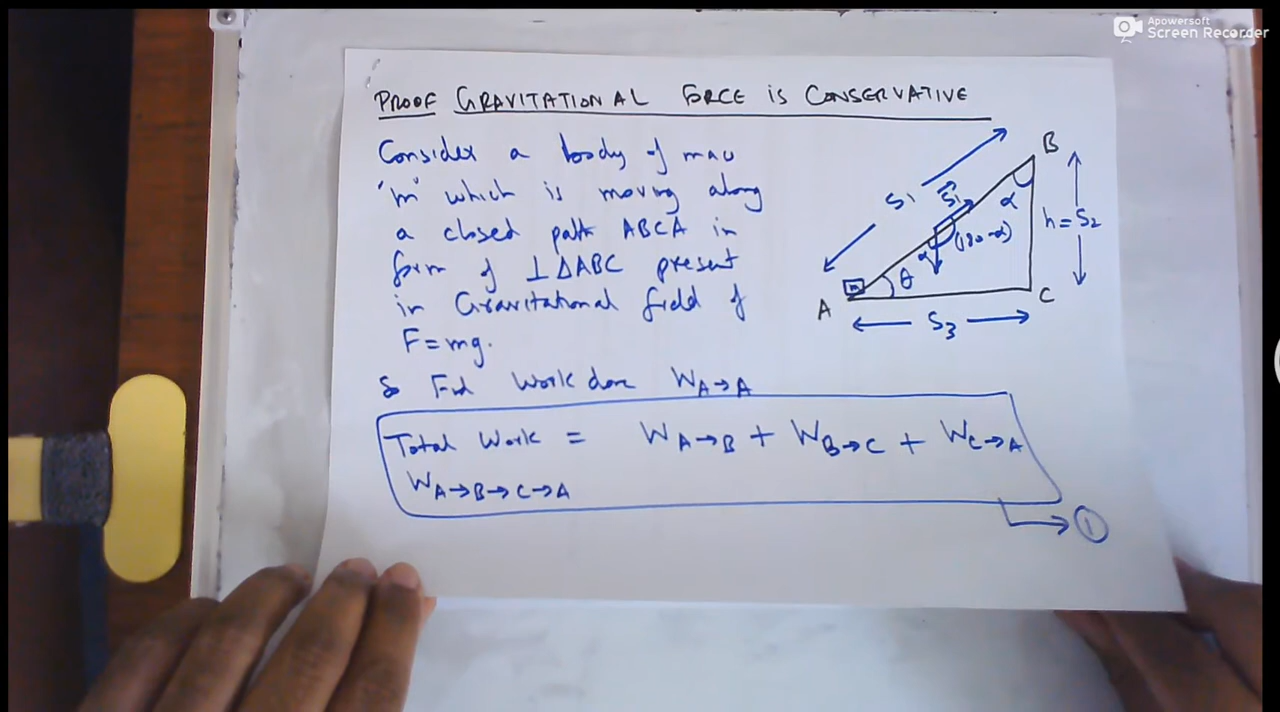 Apowersoft
Screen Recorder
PROOF GRAVITATIONAL FORCE IS CONSERVATIVE
Consider a body of mass
'm' which is moving along
a closed path ABCA in
form of ⊥ΔABC present
in Gravitational field of
F=mg.
So Find Work done W A→A
Total Work = W A→B + W B→C + W C→A
W A→B→C→A
①
B
S1
S1
α
h=S2
(180-α)
α
θ
m
A
C
S3